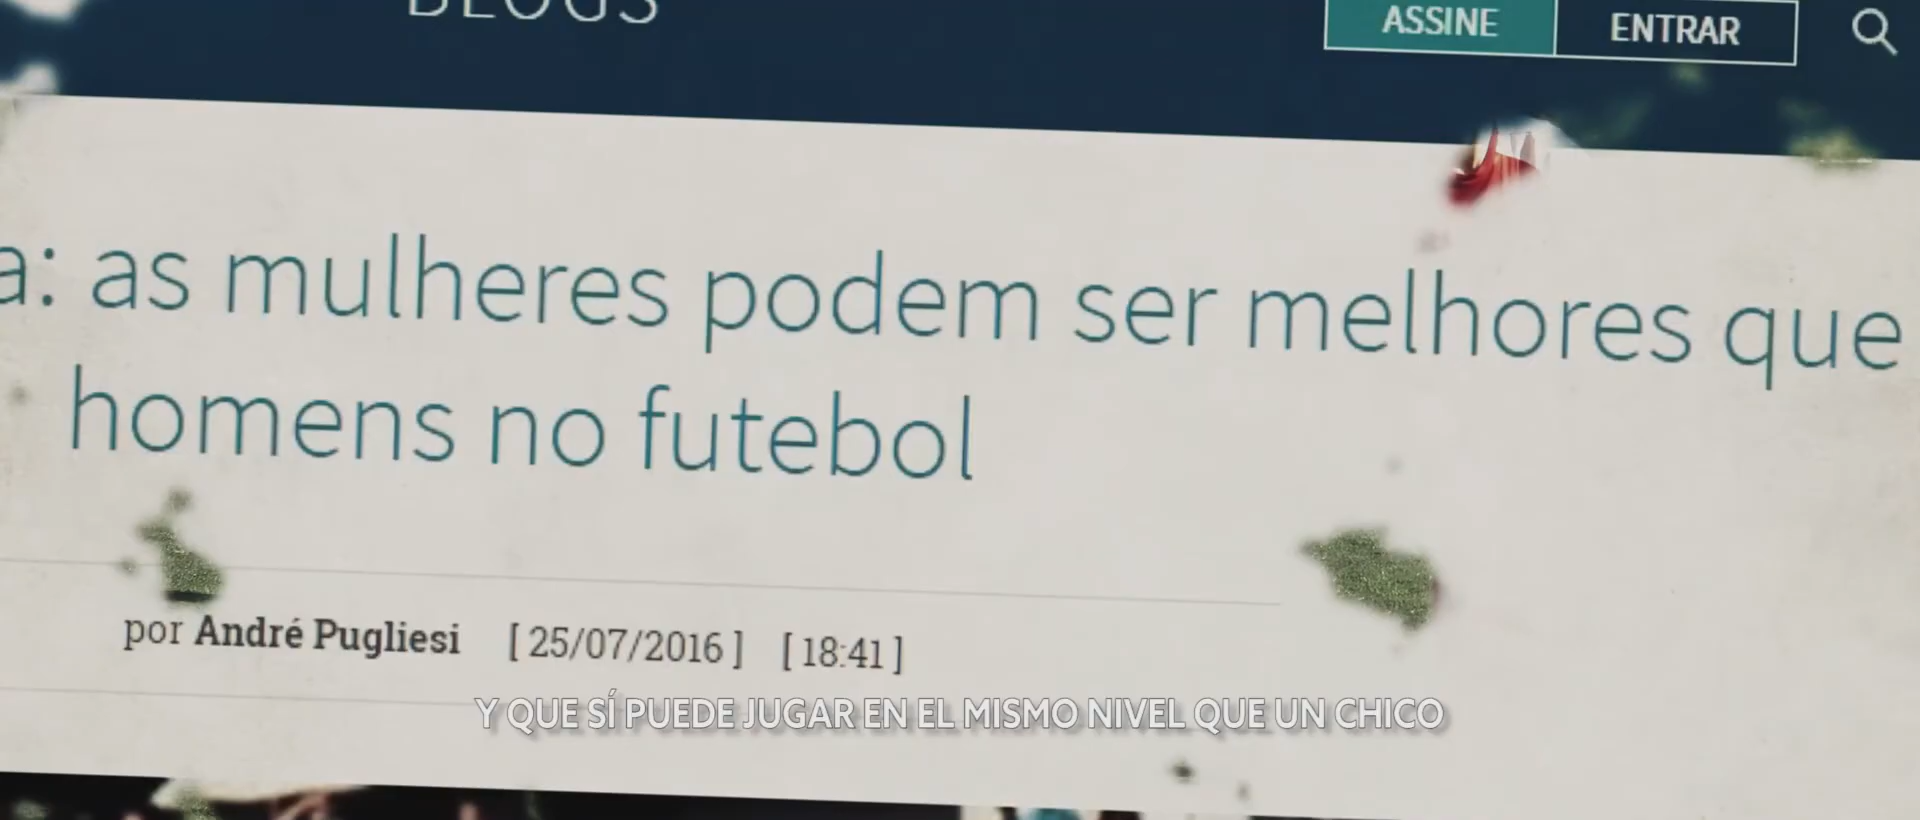 BLOGS
ASSINE
ENTRAR
a: as mulheres podem ser melhores que
homens no futebol
por André Pugliesi [ 25/07/2016 ] [ 18:41 ]
Y QUE SÍ PUEDE JUGAR EN EL MISMO NIVEL QUE UN CHICO